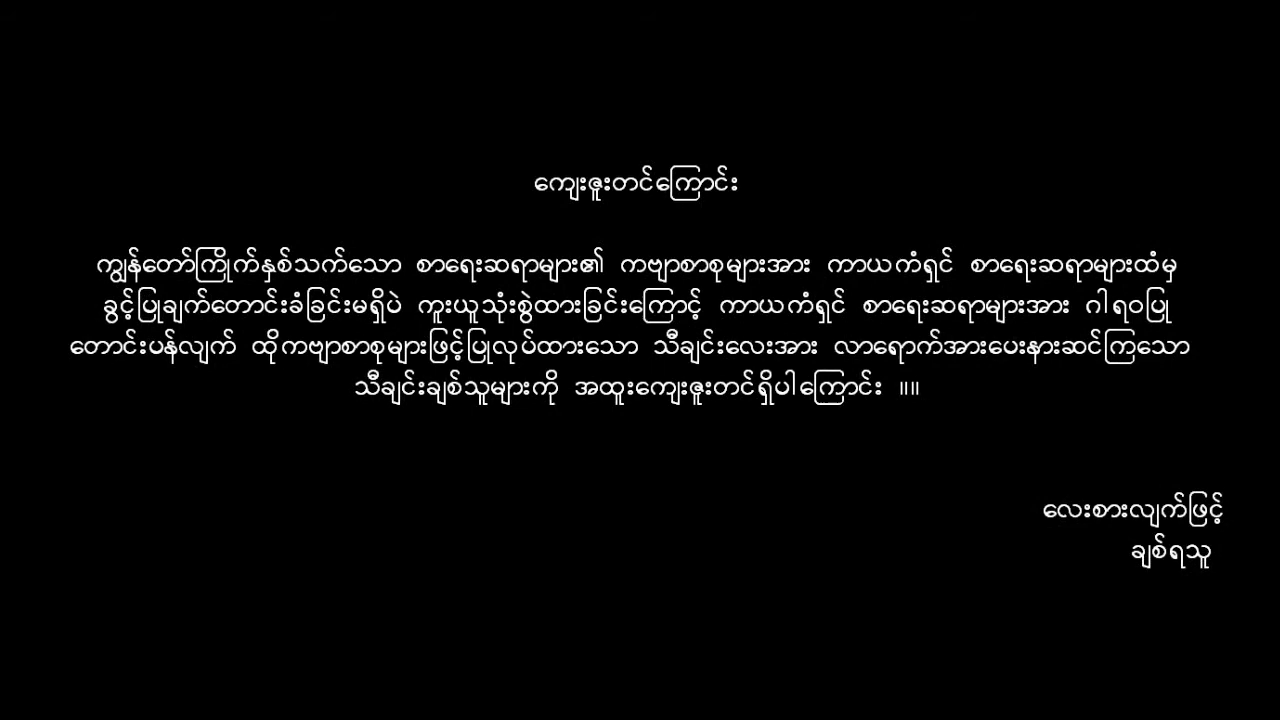 ကျေးဇူးတင်ကြောင်း
ကျွန်တော်ကြိုက်နှစ်သက်သော စာရေးဆရာများ၏ ကဗျာစာစုများအား ကာယကံရှင် စာရေးဆရာများထံမှ
ခွင့်ပြုချက်တောင်းခံခြင်းမရှိပဲ ကူးယူသုံးစွဲထားခြင်းကြောင့် ကာယကံရှင် စာရေးဆရာများအား ဂါရဝပြု
တောင်းပန်လျက် ထိုကဗျာစာစုများဖြင့်ပြုလုပ်ထားသော သီချင်းလေးအား လာရောက်အားပေးနားဆင်ကြသော
သီချင်းချစ်သူများကို အထူးကျေးဇူးတင်ရှိပါကြောင်း ။။
လေးစားလျက်ဖြင့်
ချစ်ရသူ